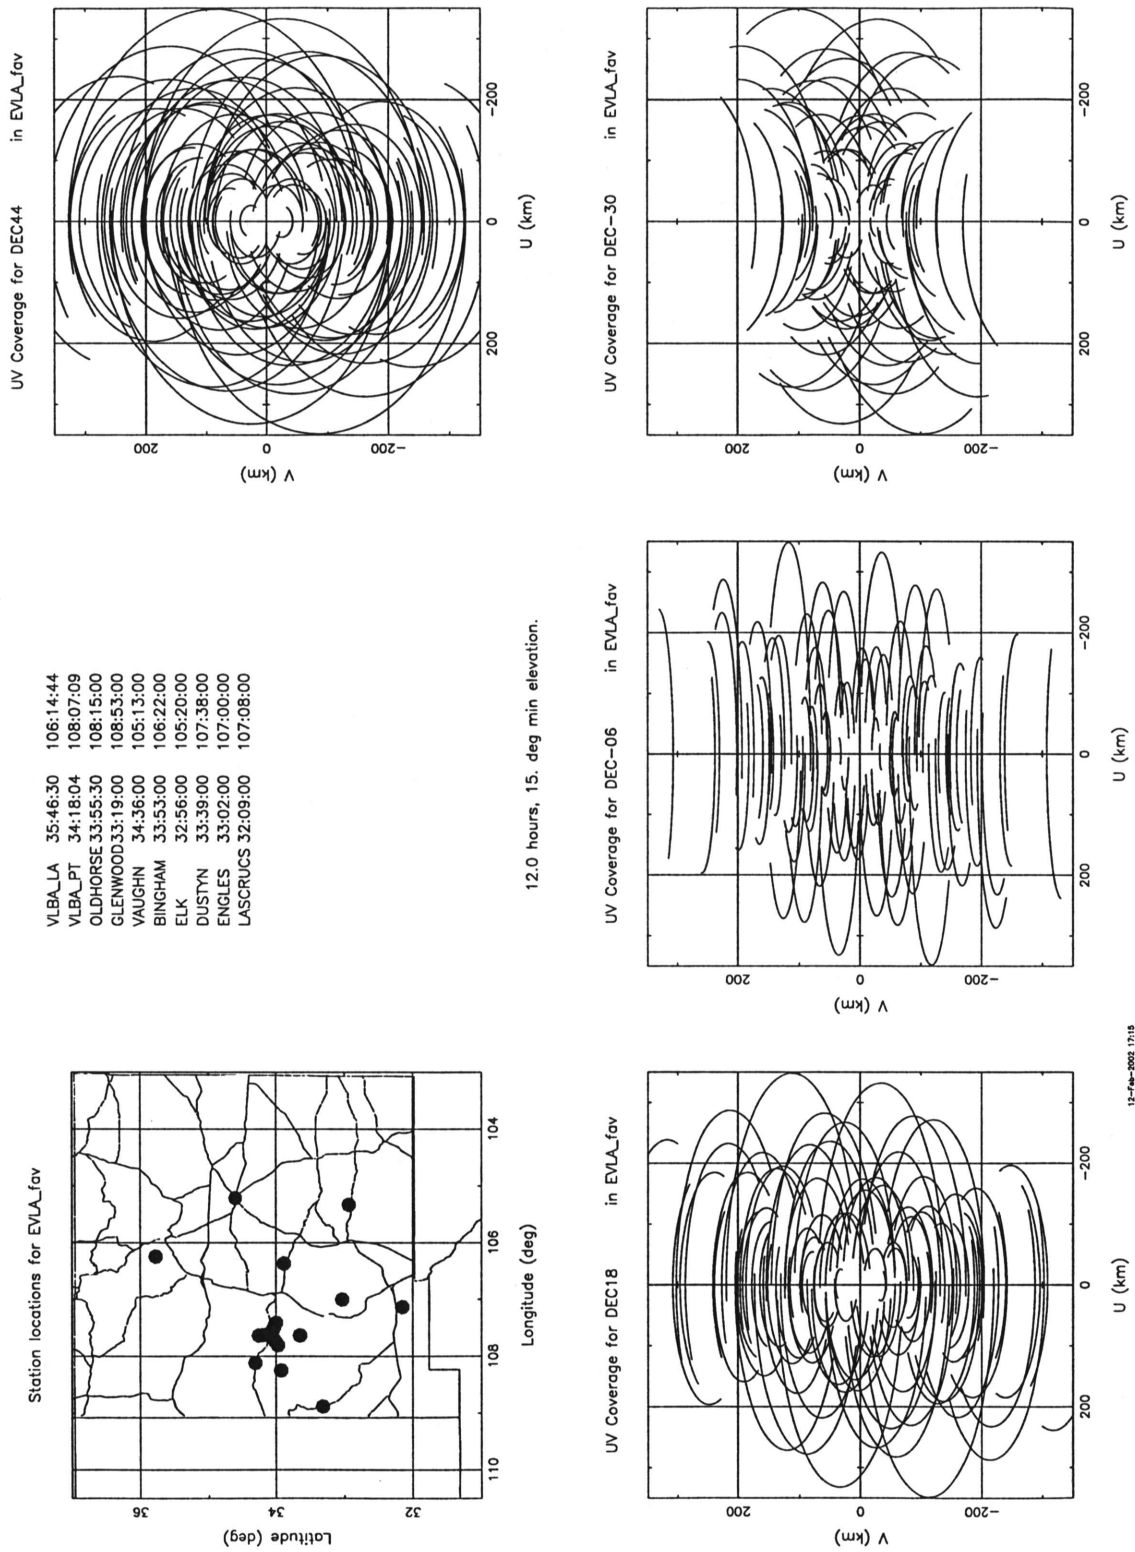 Station locations for EVLA_fav
Latitude (deg)
36
34
32
110
108
106
104
Longitude (deg)
VLBA_LA 35:46:30 106:14:44
VLBA_PT 34:18:04 108:07:09
OLDHORSE 33:55:30 108:15:00
GLENWOOD 33:19:00 108:53:00
VAUGHN 34:36:00 105:13:00
BINGHAM 33:53:00 106:22:00
ELK 32:56:00 105:20:00
DUSTYN 33:39:00 107:38:00
ENGLES 33:02:00 107:00:00
LASCRUCS 32:09:00 107:08:00
12.0 hours, 15. deg min elevation.
UV Coverage for DEC44 in EVLA_fav
V (km)
200
0
-200
200
0
-200
U (km)
UV Coverage for DEC18 in EVLA_fav
V (km)
200
0
-200
200
0
-200
U (km)
UV Coverage for DEC-06 in EVLA_fav
V (km)
200
0
-200
200
0
-200
U (km)
UV Coverage for DEC-30 in EVLA_fav
V (km)
200
0
-200
200
0
-200
U (km)
12-Feb-2002 17:15